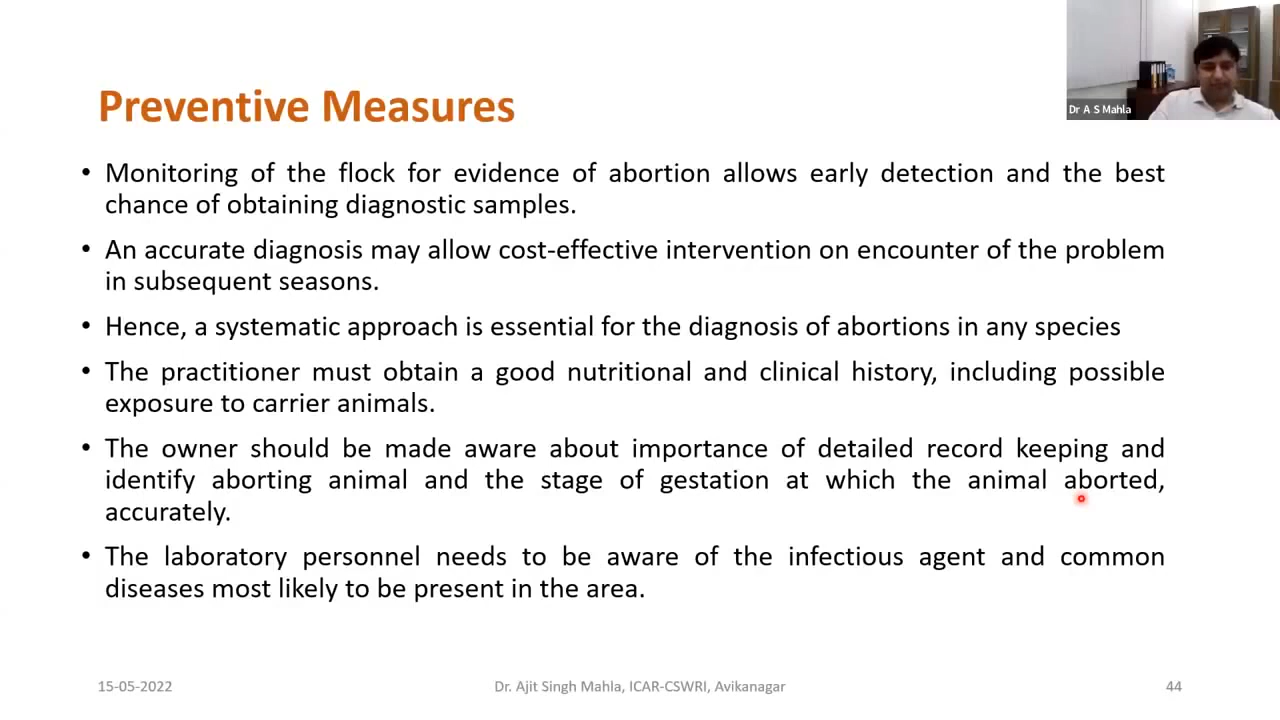 Dr A S Mahla
Preventive Measures
• Monitoring of the flock for evidence of abortion allows early detection and the best
chance of obtaining diagnostic samples.
• An accurate diagnosis may allow cost-effective intervention on encounter of the problem
in subsequent seasons.
• Hence, a systematic approach is essential for the diagnosis of abortions in any species
• The practitioner must obtain a good nutritional and clinical history, including possible
exposure to carrier animals.
• The owner should be made aware about importance of detailed record keeping and
identify aborting animal and the stage of gestation at which the animal aborted,
accurately.
• The laboratory personnel needs to be aware of the infectious agent and common
diseases most likely to be present in the area.
15-05-2022
Dr. Ajit Singh Mahla, ICAR-CSWRI, Avikanagar
44